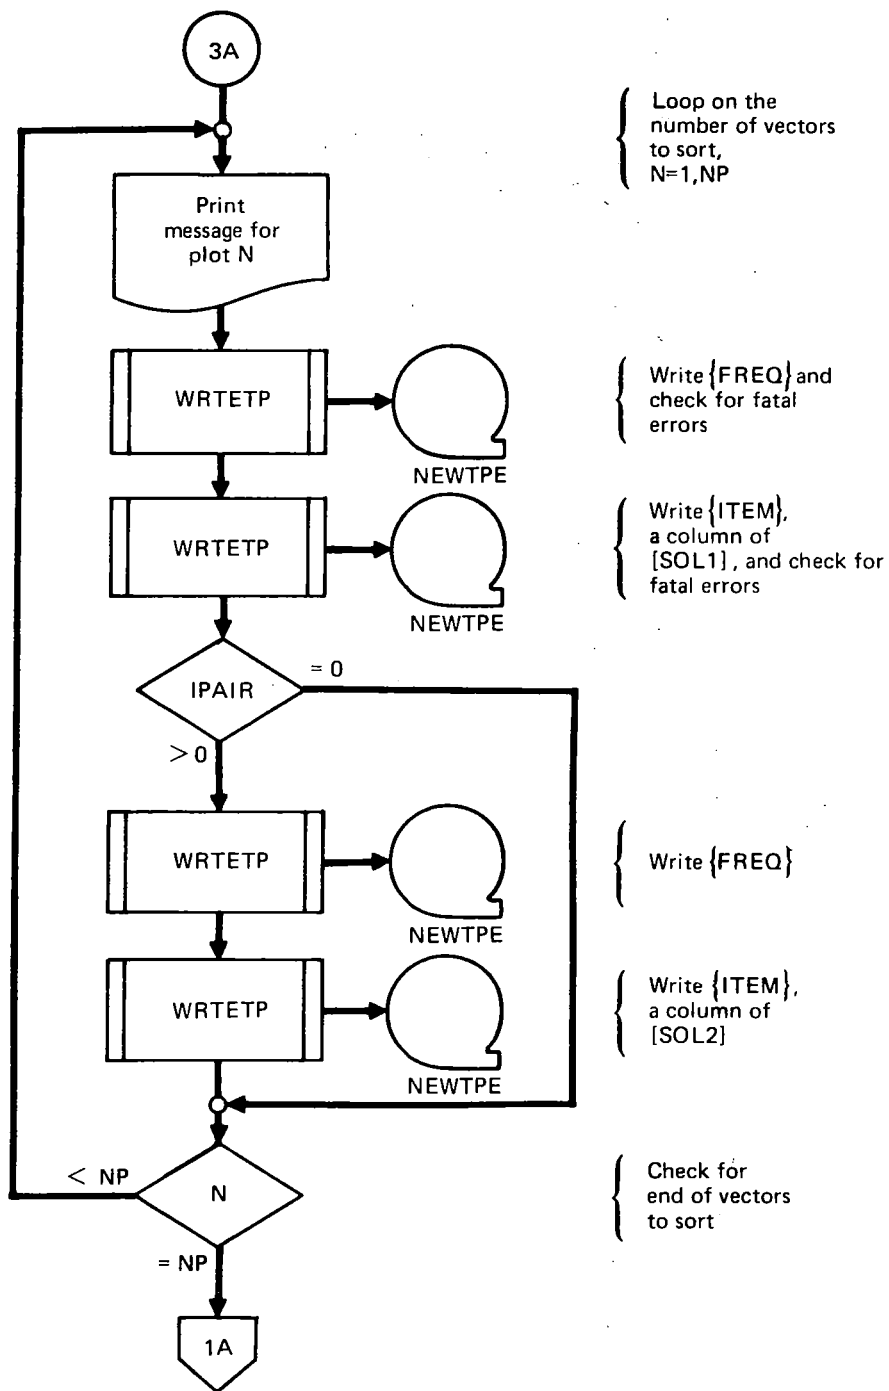 3A
Loop on the
number of vectors
to sort,
N=1,NP
Print
message for
plot N
WRTETP
NEWTPE
Write {FREQ} and
check for fatal
errors
WRTETP
NEWTPE
Write {ITEM},
a column of
[SOL1], and check for
fatal errors
IPAIR
= 0
> 0
WRTETP
NEWTPE
Write {FREQ}
WRTETP
NEWTPE
Write {ITEM},
a column of
[SOL2]
< NP
N
= NP
Check for
end of vectors
to sort
1A